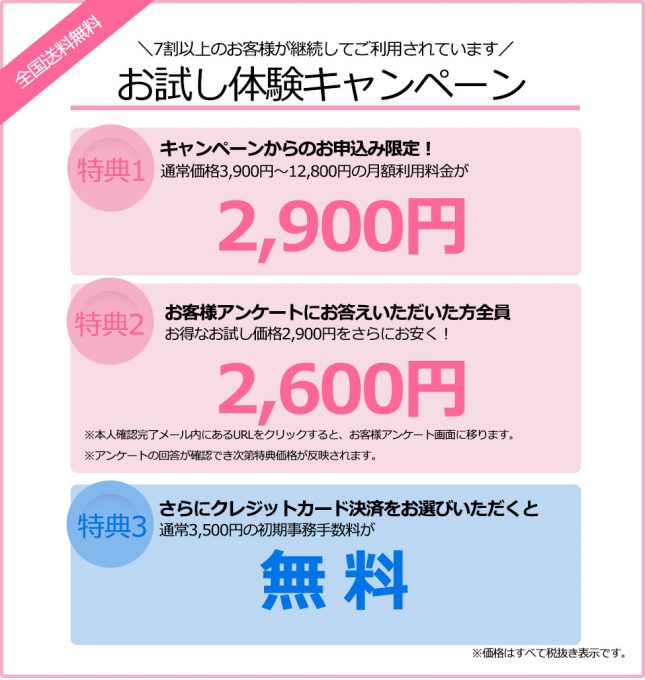 全国送料無料
＼7割以上のお客様が継続してご利用されています／
お試し体験キャンペーン
特典1
キャンペーンからのお申込み限定！
通常価格3,900円～12,800円の月額利用料金が
2,900円
特典2
お客様アンケートにお答えいただいた方全員
お得なお試し価格2,900円をさらにお安く！
2,600円
※本人確認完了メール内にあるURLをクリックすると、お客様アンケート画面に移ります。
※アンケートの回答が確認でき次第特典価格が反映されます。
特典3
さらにクレジットカード決済をお選びいただくと
通常3,500円の初期事務手数料が
無料
※価格はすべて税抜き表示です。